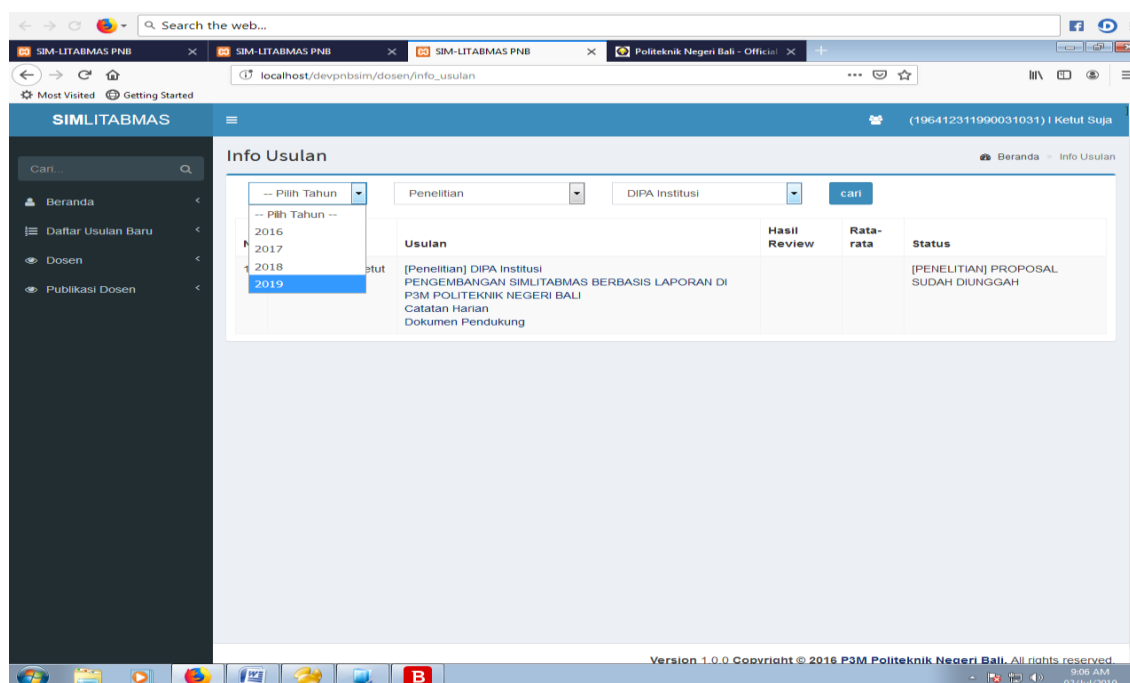 Search the web...
SIM-LITABMAS PNB
SIM-LITABMAS PNB
SIM-LITABMAS PNB
Politeknik Negeri Bali - Official
localhost/devpnbsim/dosen/info_usulan
Most Visited Getting Started
SIMLITABMAS
(196412311990031031) I Ketut Suja
Cari...
Info Usulan
Beranda > Info Usulan
Beranda
Daftar Usulan Baru
Dosen
Publikasi Dosen
-- Pilih Tahun
Penelitian
DIPA Institusi
cari
-- Pilih Tahun --
2016
2017
2018
2019
Usulan
Hasil Review
Rata-rata
Status
etut
[Penelitian] DIPA Institusi
PENGEMBANGAN SIMLITABMAS BERBASIS LAPORAN DI
P3M POLITEKNIK NEGERI BALI
Catatan Harian
Dokumen Pendukung
[PENELITIAN] PROPOSAL
SUDAH DIUNGGAH
Version 1.0.0 Copyright © 2016 P3M Politeknik Negeri Bali. All rights reserved.
9:06 AM